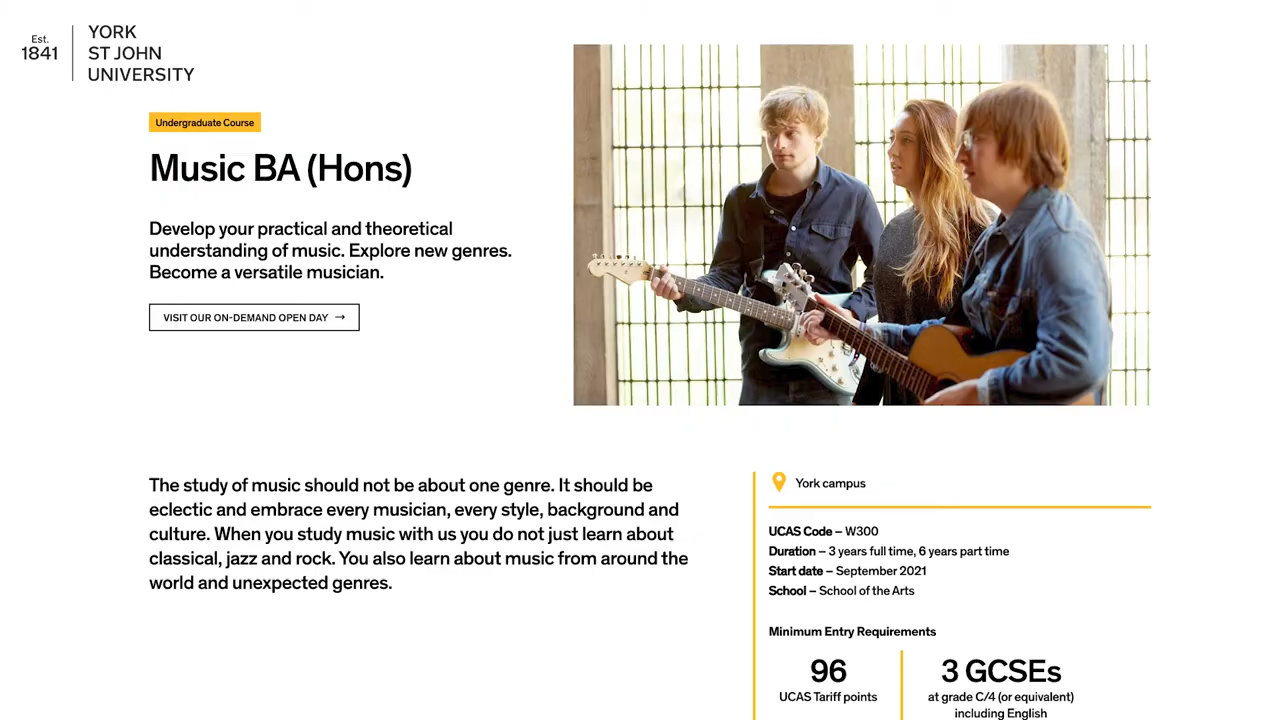 Est.
1841
YORK
ST JOHN
UNIVERSITY
Undergraduate Course
Music BA (Hons)
Develop your practical and theoretical
understanding of music. Explore new genres.
Become a versatile musician.
VISIT OUR ON-DEMAND OPEN DAY →
The study of music should not be about one genre. It should be
eclectic and embrace every musician, every style, background and
culture. When you study music with us you do not just learn about
classical, jazz and rock. You also learn about music from around the
world and unexpected genres.
York campus
UCAS Code – W300
Duration – 3 years full time, 6 years part time
Start date – September 2021
School – School of the Arts
Minimum Entry Requirements
96
UCAS Tariff points
3 GCSEs
at grade C/4 (or equivalent)
including English